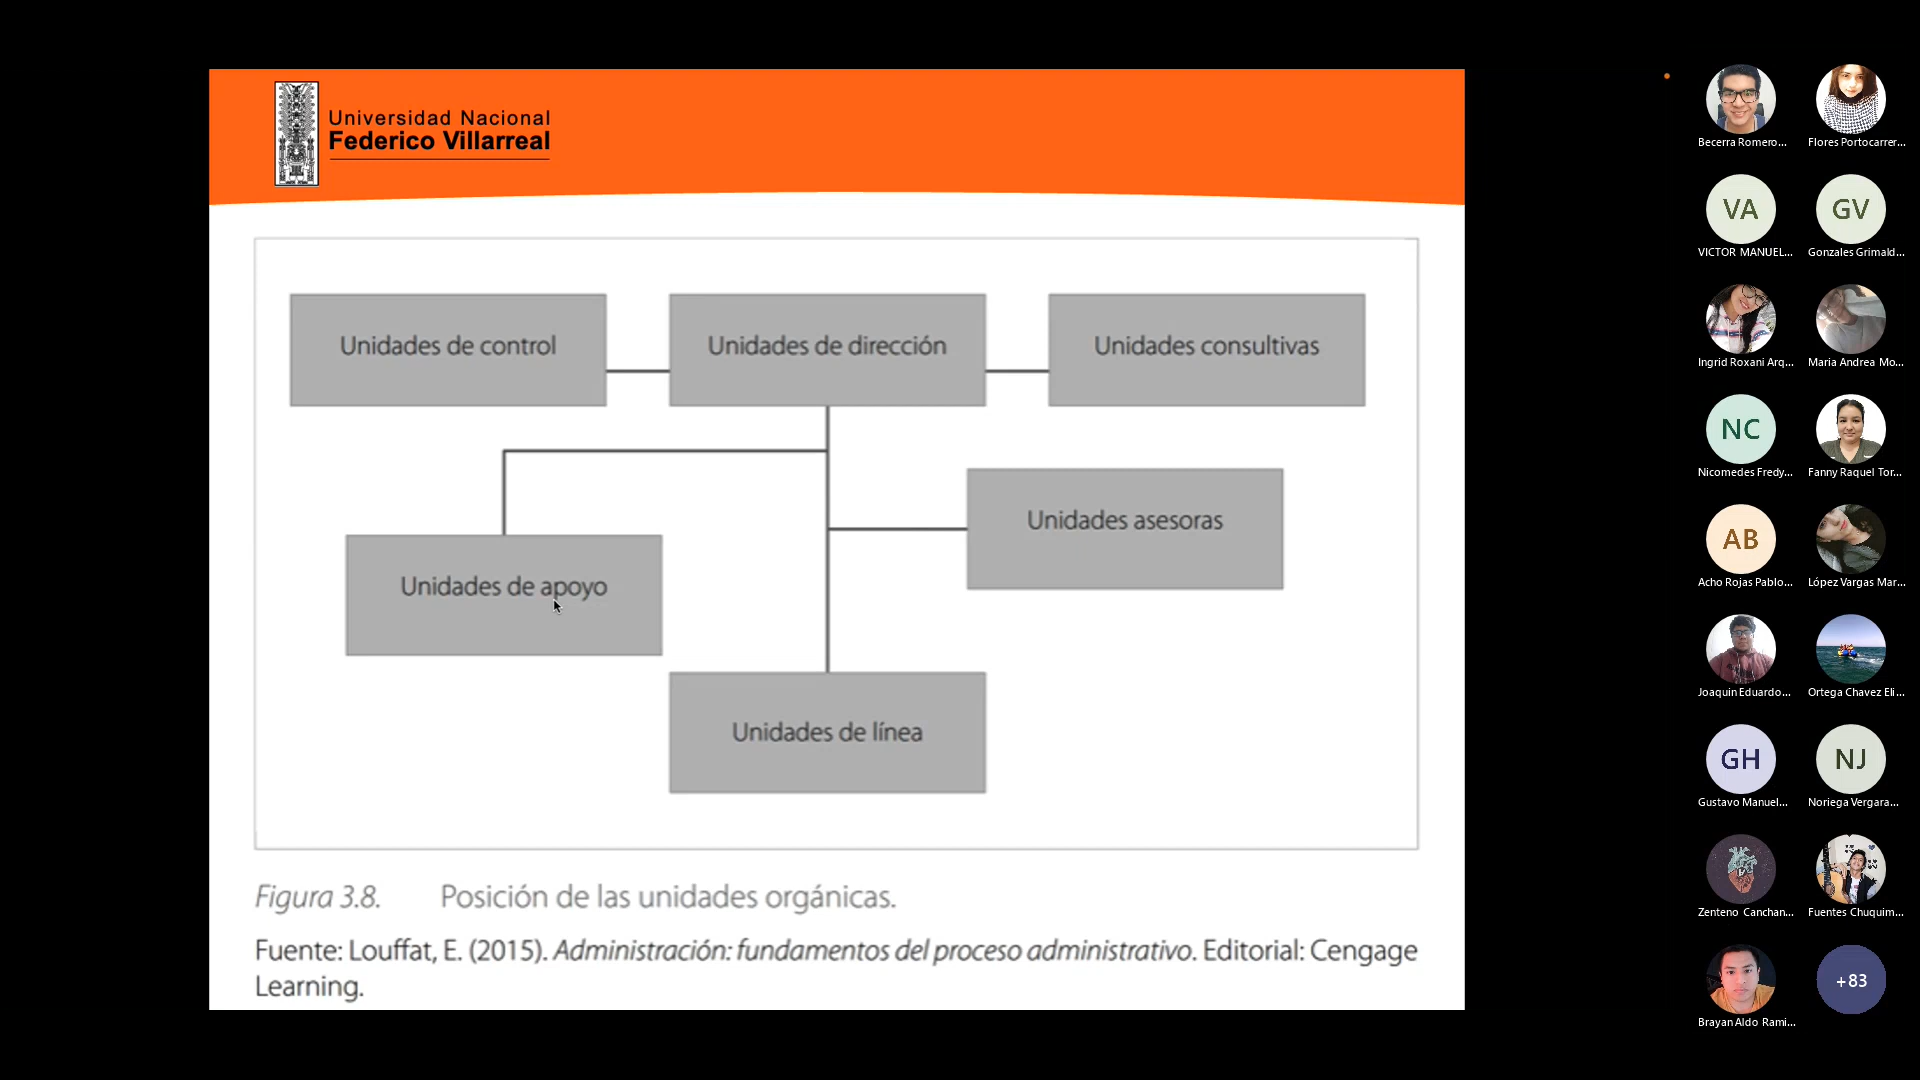 Universidad Nacional
Federico Villarreal
Unidades de control
Unidades de dirección
Unidades consultivas
Unidades asesoras
Unidades de apoyo
Unidades de línea
Figura 3.8. Posición de las unidades orgánicas.
Fuente: Louffat, E. (2015). Administración: fundamentos del proceso administrativo. Editorial: Cengage
Learning.
Becerra Romero...
Flores Portocarrer...
VA
GV
VICTOR MANUEL...
Gonzales Grimald...
Ingrid Roxani Arq...
Maria Andrea Mo...
NC
Nicomedes Fredy...
Fanny Raquel Tor...
AB
Acho Rojas Pablo...
López Vargas Mar...
Joaquin Eduardo...
Ortega Chavez Eli...
GH
NJ
Gustavo Manuel...
Noriega Vergara...
Zenteno Canchan...
Fuentes Chuquim...
+83
Brayan Aldo Rami...